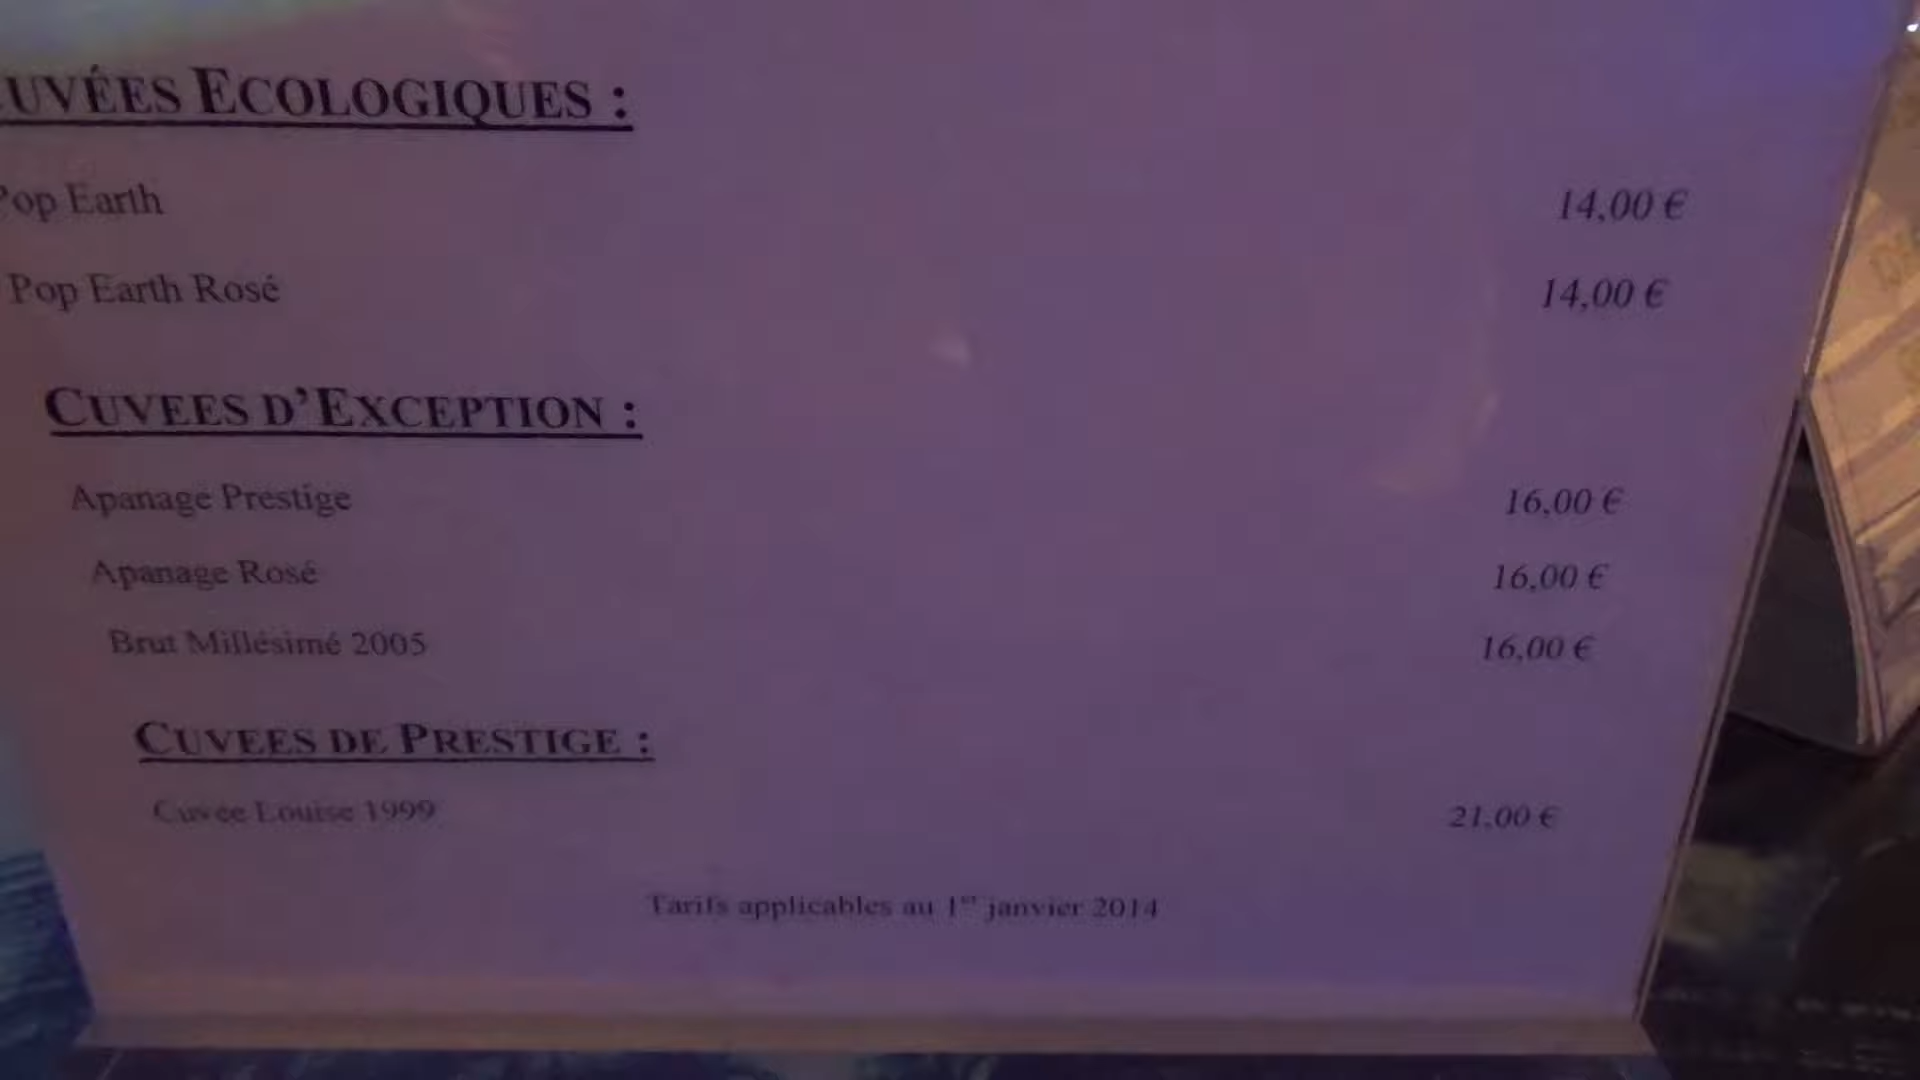 UVÉES ECOLOGIQUES :
Pop Earth 14,00 €
Pop Earth Rosé 14,00 €
CUVEES D'EXCEPTION :
Apanage Prestige 16,00 €
Apanage Rosé 16,00 €
Brut Millésimé 2005 16,00 €
CUVEES DE PRESTIGE :
Cuvée Louise 1999 21,00 €
Tarifs applicables au 1er janvier 2014